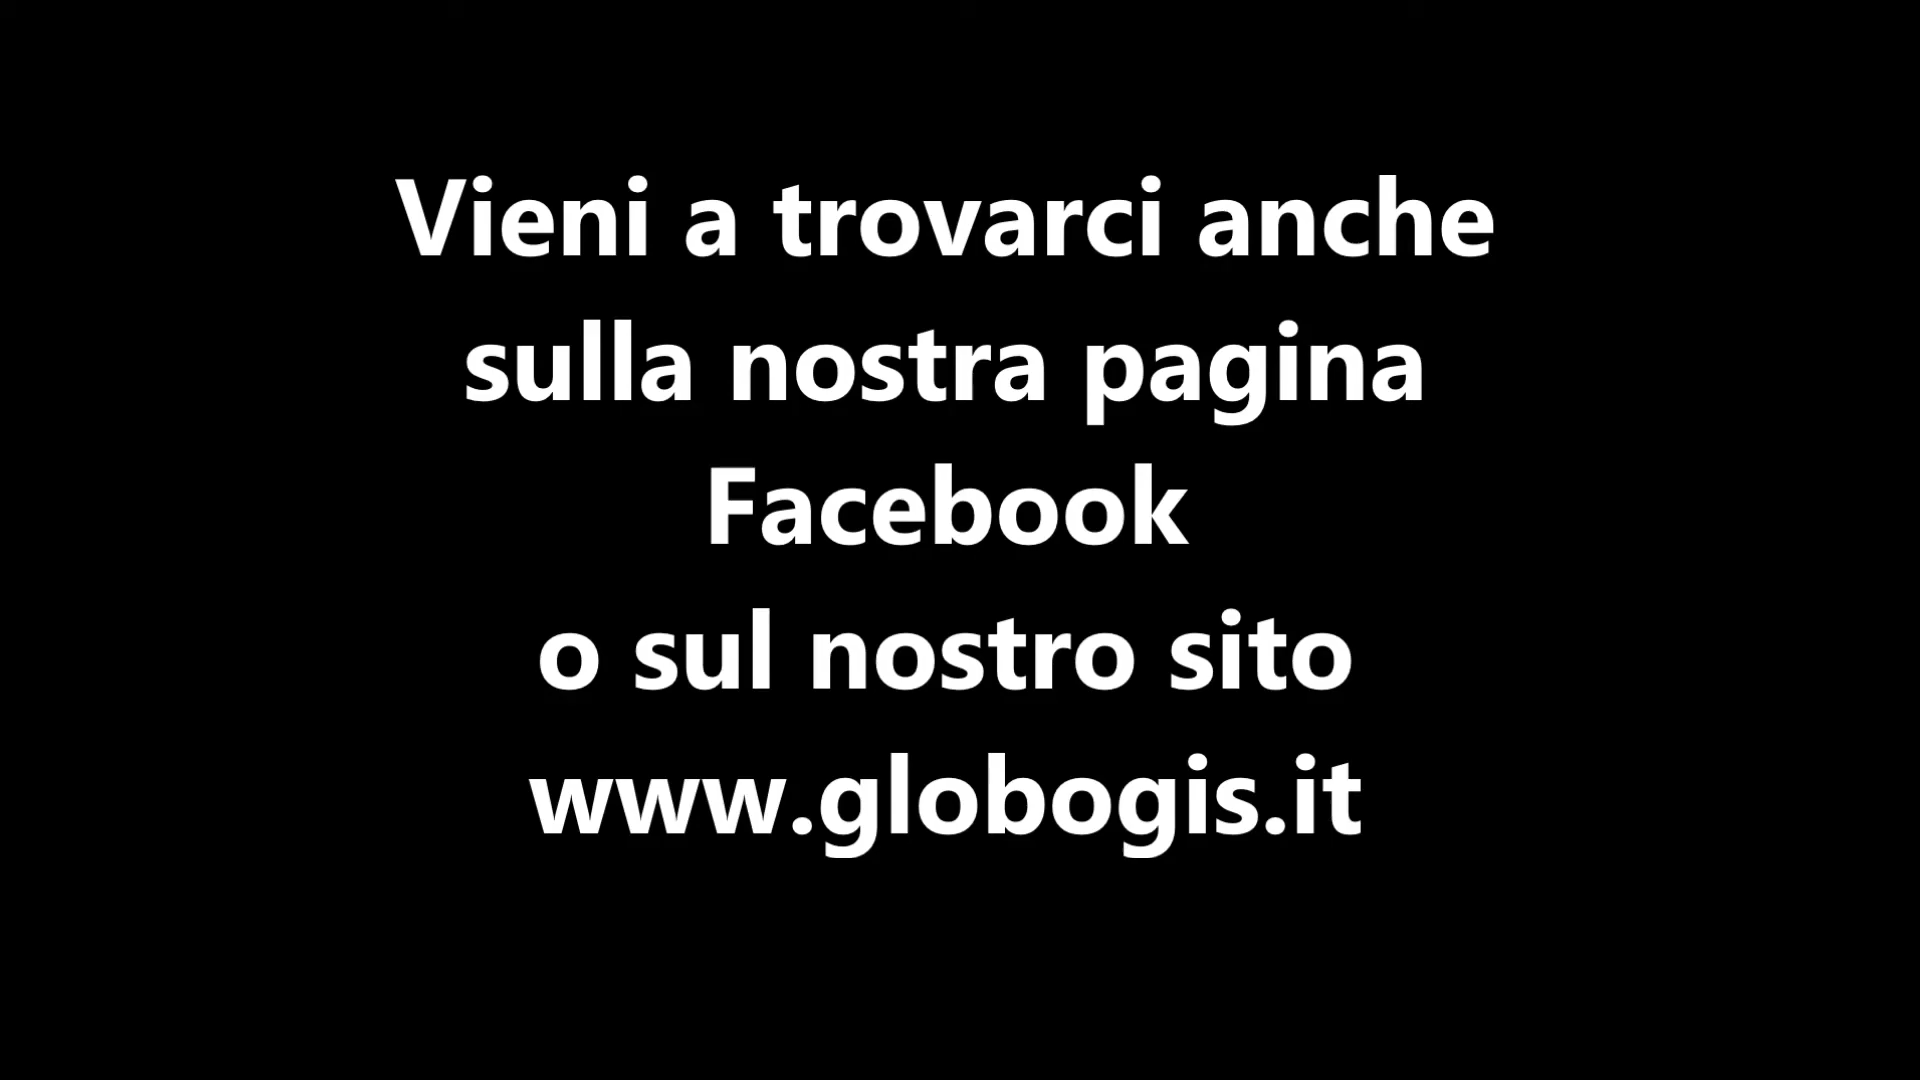 Vieni a trovarci anche
sulla nostra pagina
Facebook
o sul nostro sito
www.globogis.it